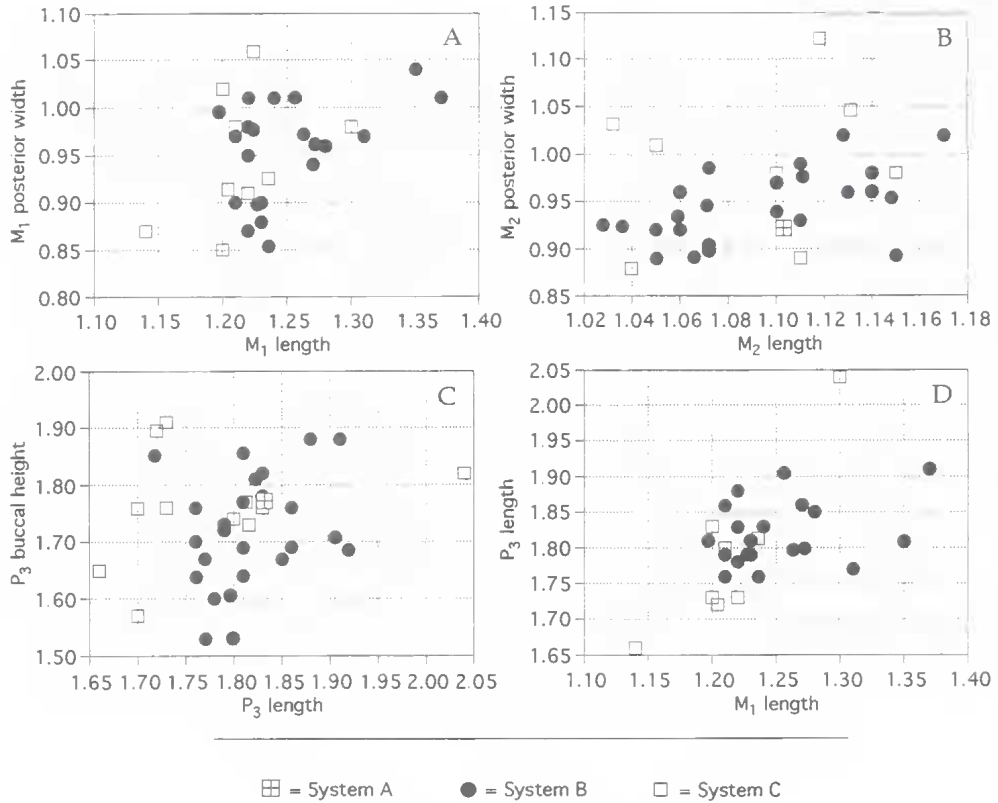 1.10
1.05
1.00
0.95
0.90
0.85
0.80
M1 posterior width
A
1.10 1.15 1.20 1.25 1.30 1.35 1.40
M1 length
1.15
1.10
1.05
1.00
0.95
0.90
0.85
M2 posterior width
B
1.02 1.04 1.06 1.08 1.10 1.12 1.14 1.16 1.18
M2 length
2.00
1.90
1.80
1.70
1.60
1.50
P3 buccal height
C
1.65 1.70 1.75 1.80 1.85 1.90 1.95 2.00 2.05
P3 length
2.05
2.00
1.95
1.90
1.85
1.80
1.75
1.70
1.65
P3 length
D
1.10 1.15 1.20 1.25 1.30 1.35 1.40
M1 length
= System A = System B = System C